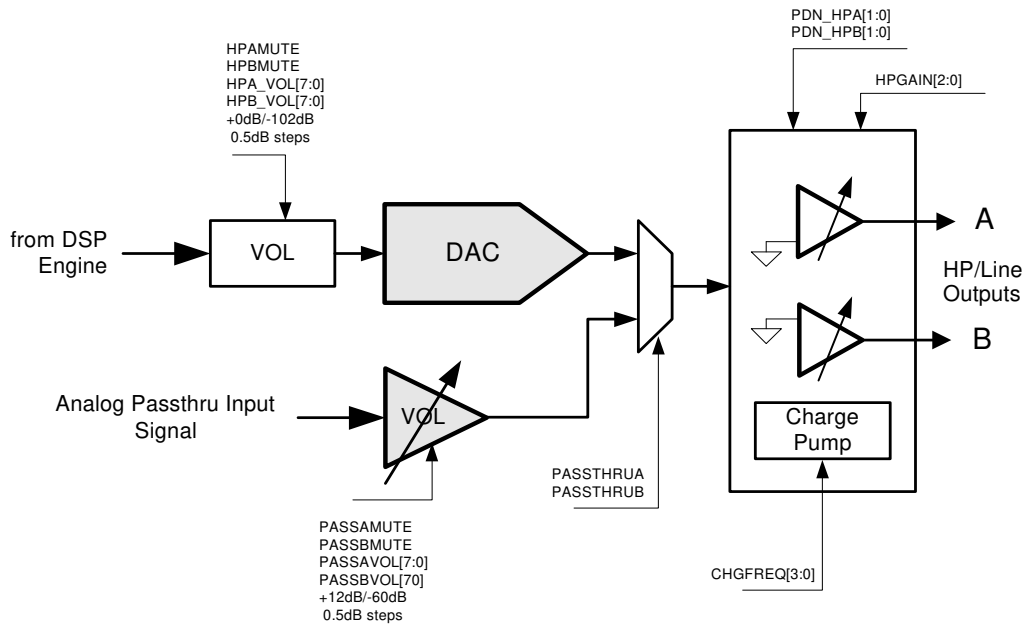 PDN_HPA[1:0]
PDN_HPB[1:0]
HPGAIN[2:0]
HPAMUTE
HPBMUTE
HPA_VOL[7:0]
HPB_VOL[7:0]
+0dB/-102dB
0.5dB steps
from DSP
Engine
VOL
DAC
A
HP/Line
Outputs
B
Analog Passthru Input
Signal
VOL
Charge
Pump
PASSTHRUA
PASSTHRUB
PASSAMUTE
PASSBMUTE
PASSAVOL[7:0]
PASSBVOL[70]
+12dB/-60dB
0.5dB steps
CHGFREQ[3:0]